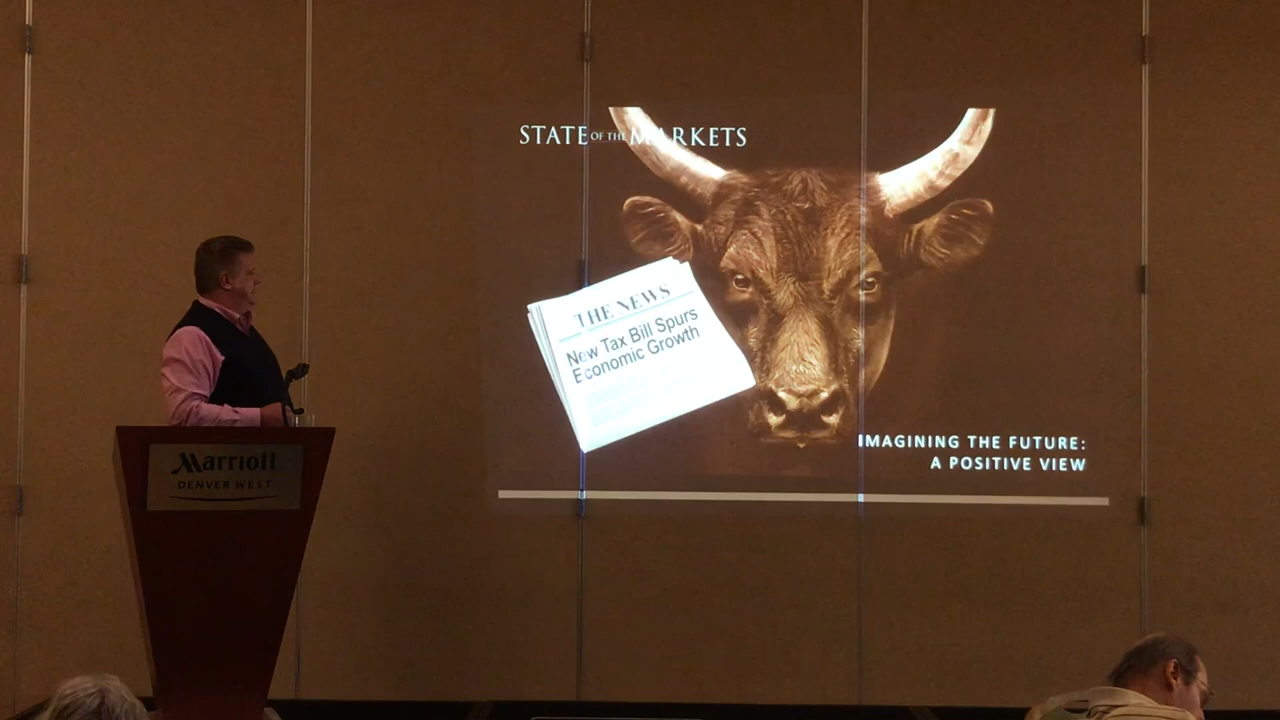 STATE OF THE MARKETS
THE NEWS
New Tax Bill Spurs
Economic Growth
IMAGINING THE FUTURE:
A POSITIVE VIEW
Marriott
DENVER WEST